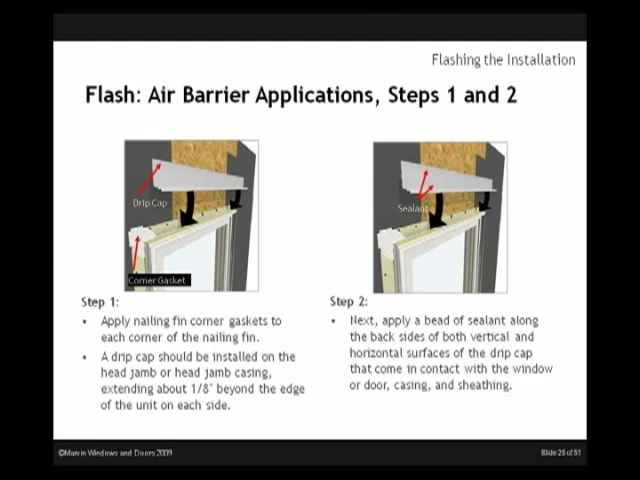 Flashing the Installation
Flash: Air Barrier Applications, Steps 1 and 2
Drip Cap
Corner Gasket
Sealant
Step 1:
• Apply nailing fin corner gaskets to
each corner of the nailing fin.
• A drip cap should be installed on the
head jamb or head jamb casing,
extending about 1/8" beyond the edge
of the unit on each side.
Step 2:
• Next, apply a bead of sealant along
the back sides of both vertical and
horizontal surfaces of the drip cap
that come in contact with the window
or door, casing, and sheathing.
©Marvin Windows and Doors 2009
Slide 25 of 51